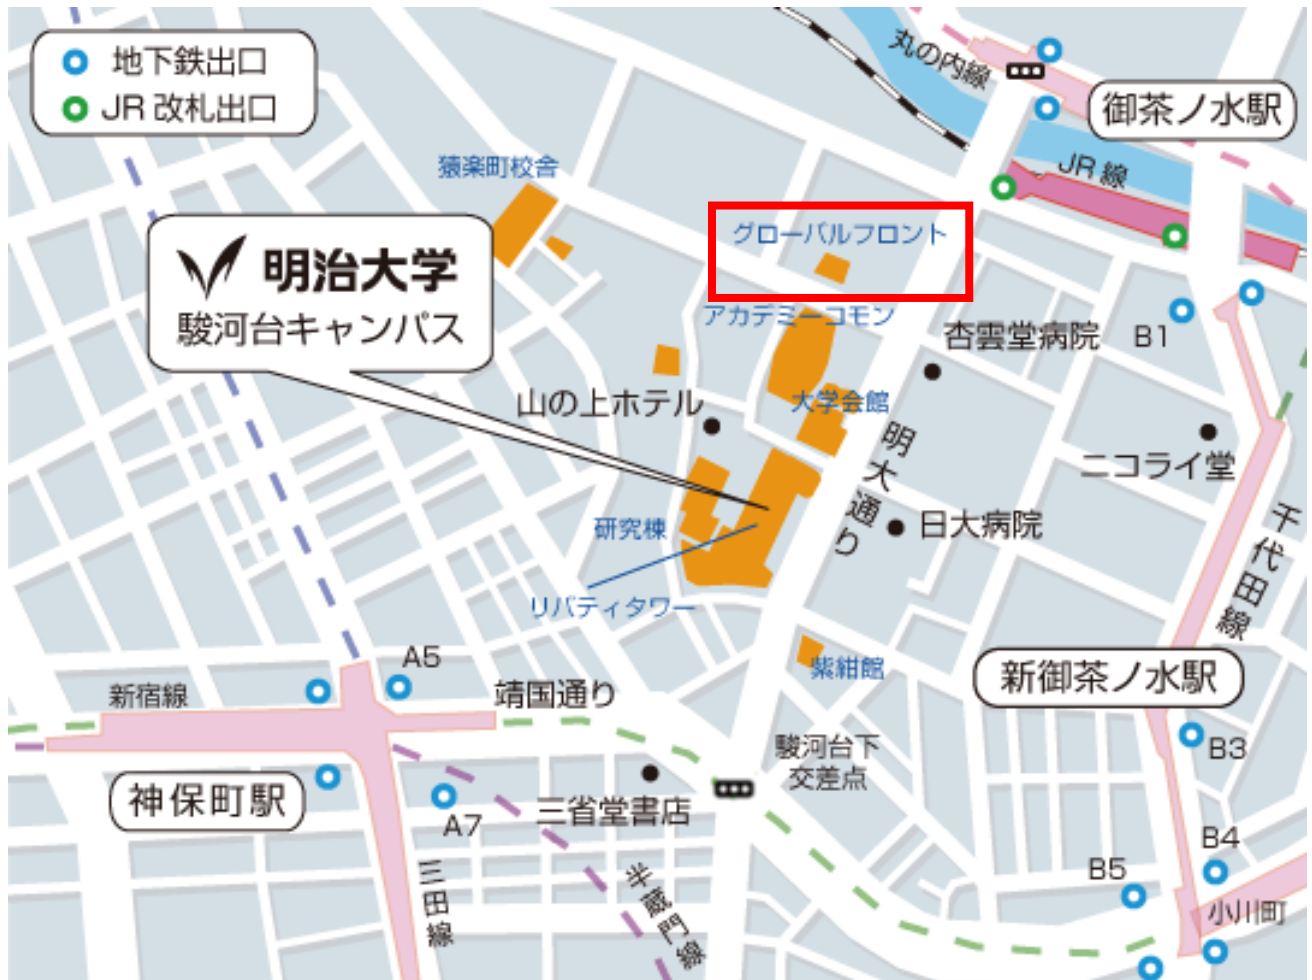 地下鉄出口
JR 改札出口
丸の内線
御茶ノ水駅
JR 線
猿楽町校舎
グローバルフロント
明治大学
駿河台キャンパス
アカデミーコモン
杏雲堂病院
B1
山の上ホテル
大学会館
明大通り
ニコライ堂
研究棟
日大病院
千代田線
リバティタワー
紫紺館
新御茶ノ水駅
A5
新宿線
靖国通り
駿河台下
交差点
B3
神保町駅
A7
三省堂書店
B4
B5
三田線
半蔵門線
小川町